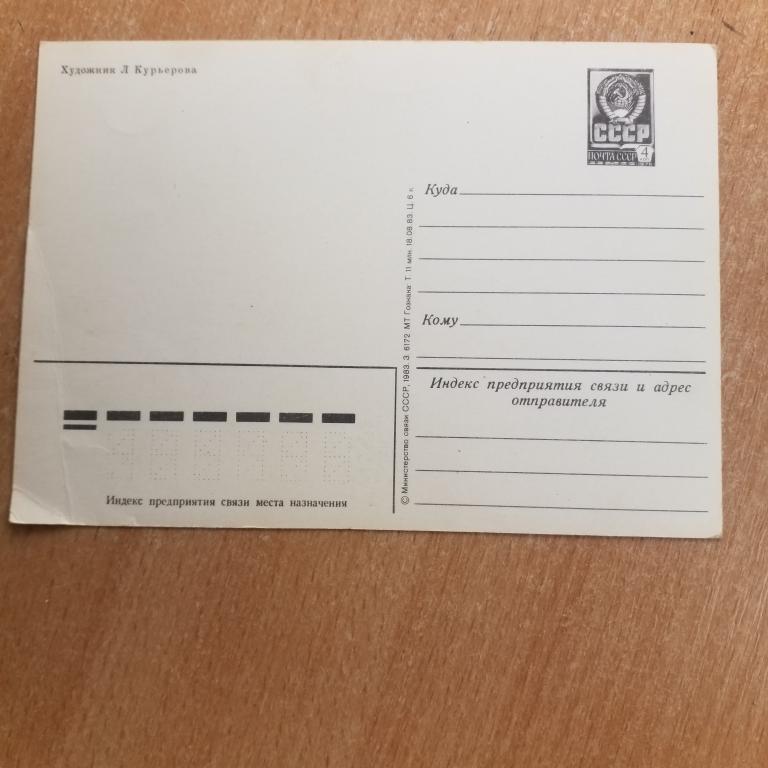 Художник Л Курьерова
СССР
ПОЧТА СССР 4
Куда
Кому
Индекс предприятия связи и адрес
отправителя
© Министерство связи СССР, 1983. З. 6172. МТ Гознака. Т. 11 млн. 18.08.83. Ц. 6 к.
Индекс предприятия связи места назначения